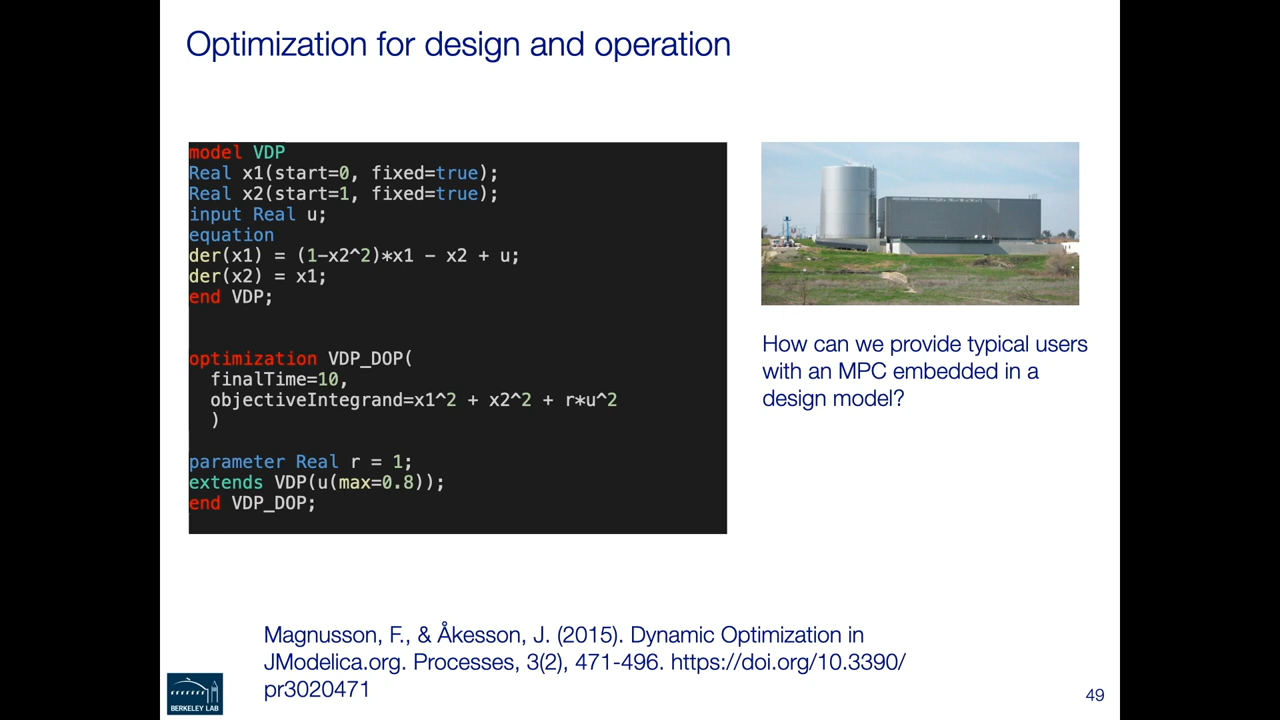 Optimization for design and operation
model VDP
Real x1(start=0, fixed=true);
Real x2(start=1, fixed=true);
input Real u;
equation
der(x1) = (1-x2^2)*x1 - x2 + u;
der(x2) = x1;
end VDP;
optimization VDP_DOP(
finalTime=10,
objectiveIntegrand=x1^2 + x2^2 + r*u^2
)
parameter Real r = 1;
extends VDP(u(max=0.8));
end VDP_DOP;
How can we provide typical users
with an MPC embedded in a
design model?
Magnusson, F., & Åkesson, J. (2015). Dynamic Optimization in
JModelica.org. Processes, 3(2), 471-496. https://doi.org/10.3390/
pr3020471
BERKELEY LAB
49